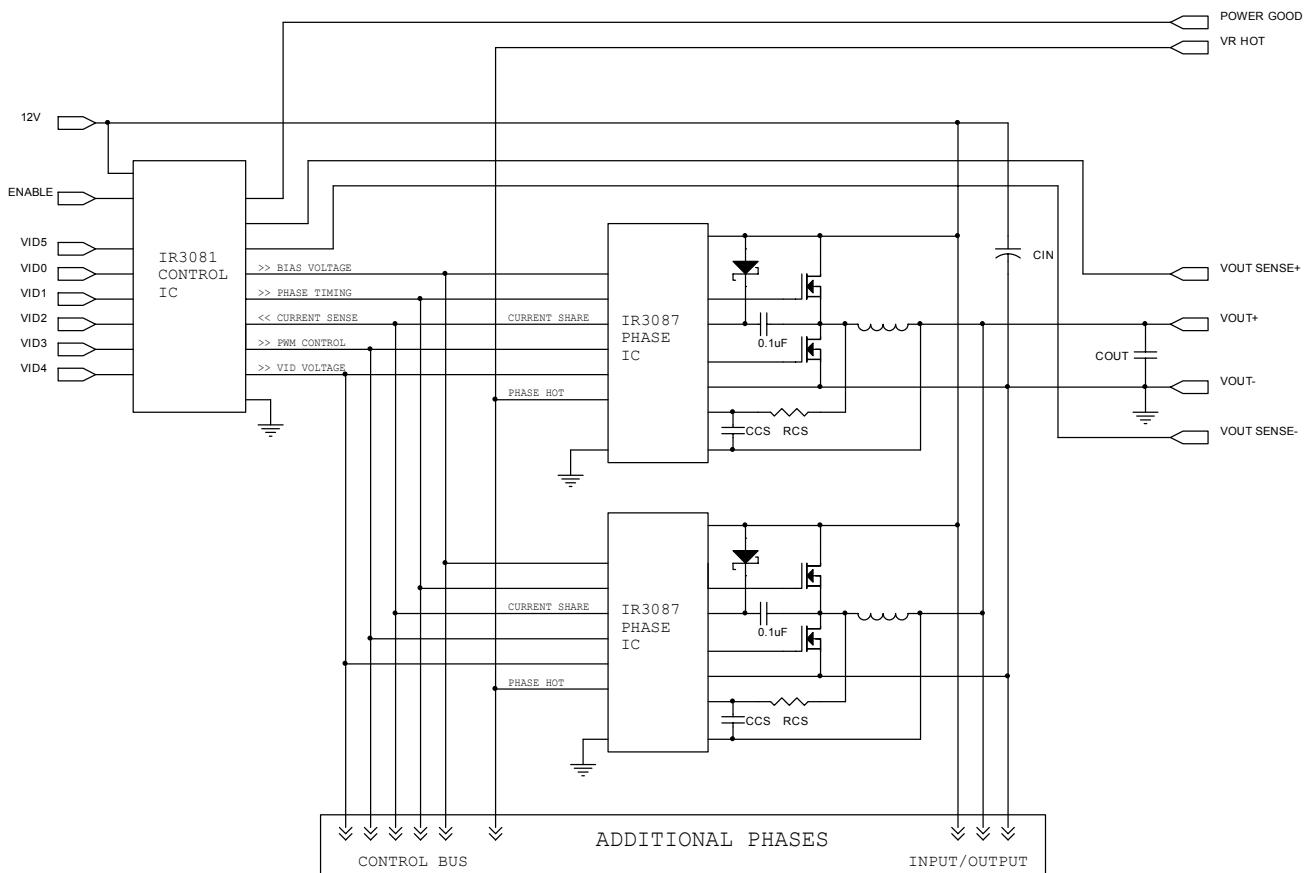 POWER GOOD
VR HOT
12V
ENABLE
VID5
VID0
VID1
VID2
VID3
VID4
IR3081
CONTROL
IC
>> BIAS VOLTAGE
>> PHASE TIMING
<< CURRENT SENSE
>> PWM CONTROL
>> VID VOLTAGE
CURRENT SHARE
PHASE HOT
IR3087
PHASE
IC
0.1uF
CCS RCS
CIN
COUT
VOUT SENSE+
VOUT+
VOUT-
VOUT SENSE-
CURRENT SHARE
PHASE HOT
IR3087
PHASE
IC
0.1uF
CCS RCS
ADDITIONAL PHASES
CONTROL BUS
INPUT/OUTPUT